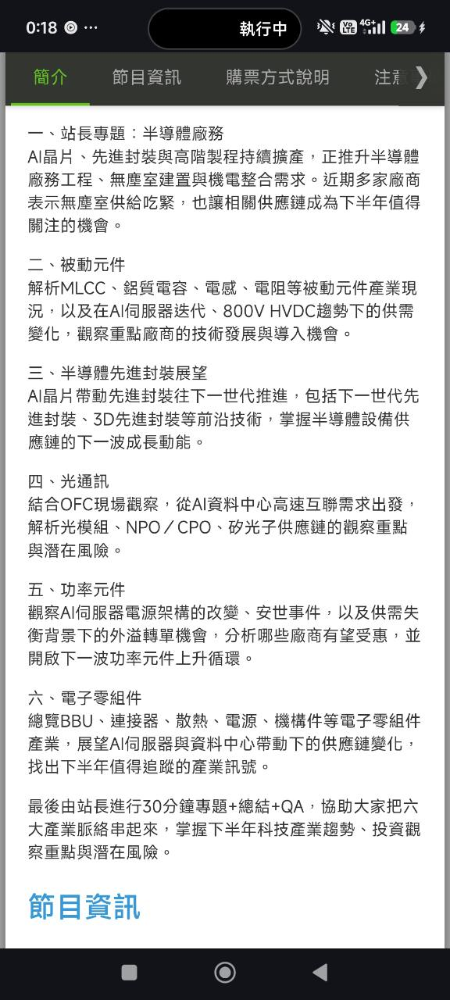 0:18 ...
執行中
VoLTE 4G+ 24
簡介 節目資訊 購票方式說明 注意
一、站長專題：半導體廠務
AI晶片、先進封裝與高階製程持續擴產，正推升半導體
廠務工程、無塵室建置與機電整合需求。近期多家廠商
表示無塵室供給吃緊，也讓相關供應鏈成為下半年值得
關注的機會。
二、被動元件
解析MLCC、鋁質電容、電感、電阻等被動元件產業現
況，以及在AI伺服器迭代、800V HVDC趨勢下的供需
變化，觀察重點廠商的技術發展與導入機會。
三、半導體先進封裝展望
AI晶片帶動先進封裝往下一世代推進，包括下一世代先
進封裝、3D先進封裝等前沿技術，掌握半導體設備供
應鏈的下一波成長動能。
四、光通訊
結合OFC現場觀察，從AI資料中心高速互聯需求出發，
解析光模組、NPO／CPO、矽光子供應鏈的觀察重點
與潛在風險。
五、功率元件
觀察AI伺服器電源架構的改變、安世事件，以及供需失
衡背景下的外溢轉單機會，分析哪些廠商有望受惠，並
開啟下一波功率元件上升循環。
六、電子零組件
總覽BBU、連接器、散熱、電源、機構件等電子零組件
產業，展望AI伺服器與資料中心帶動下的供應鏈變化，
找出下半年值得追蹤的產業訊號。
最後由站長進行30分鐘專題+總結+QA，協助大家把六
大產業脈絡串起來，掌握下半年科技產業趨勢、投資觀
察重點與潛在風險。
節目資訊